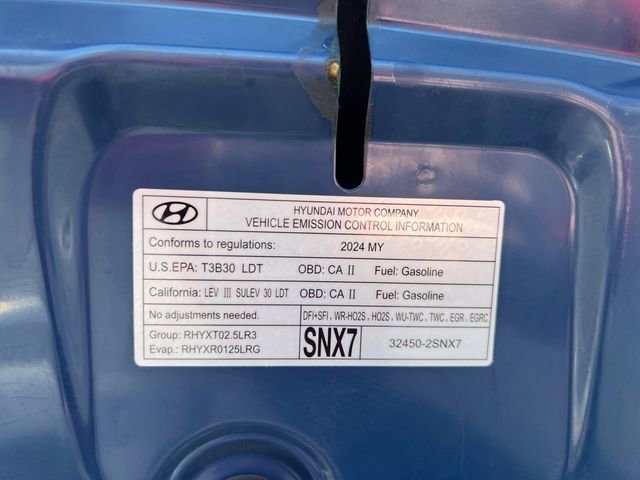 HYUNDAI MOTOR COMPANY
VEHICLE EMISSION CONTROL INFORMATION
Conforms to regulations: 2024 MY
U.S.EPA: T3B30 LDT OBD: CA II Fuel: Gasoline
California: LEV III SULEV 30 LDT OBD: CA II Fuel: Gasoline
No adjustments needed. DFI+SFI, WR-HO2S, HO2S, WU-TWC, TWC, EGR, EGRC
Group: RHYXT02.5LR3
Evap.: RHYXR0125LRG
SNX7 32450-2SNX7